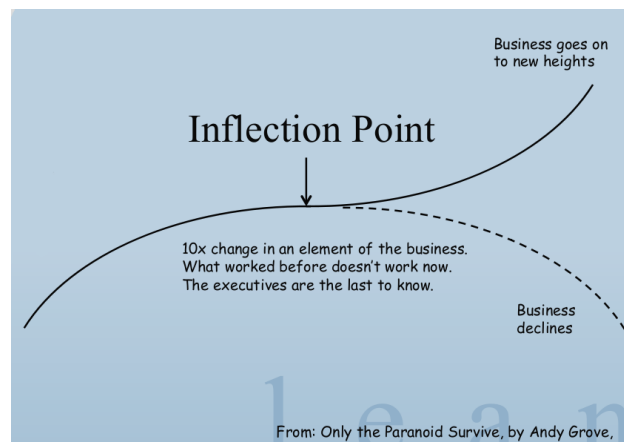 Business goes on
to new heights
Inflection Point
10x change in an element of the business.
What worked before doesn't work now.
The executives are the last to know.
Business
declines
lean
From: Only the Paranoid Survive, by Andy Grove,